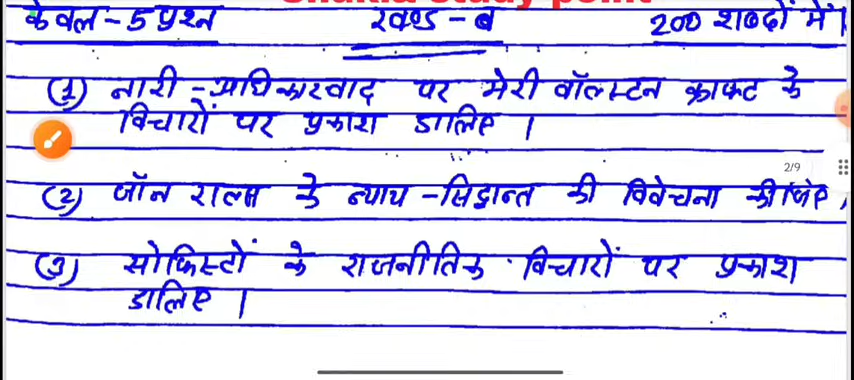 केवल - 5 प्रश्न खण्ड - ब 200 शब्दों में।
(1) नारी - अधिकारवाद पर मेरी वॉलस्टन क्राफ्ट के
विचारों पर प्रकाश डालिए ।
2/9
(2) जॉन राल्स के न्याय - सिद्धान्त की विवेचना कीजिए।
(3) सोफिस्टों के राजनीतिक विचारों पर प्रकाश
डालिए ।